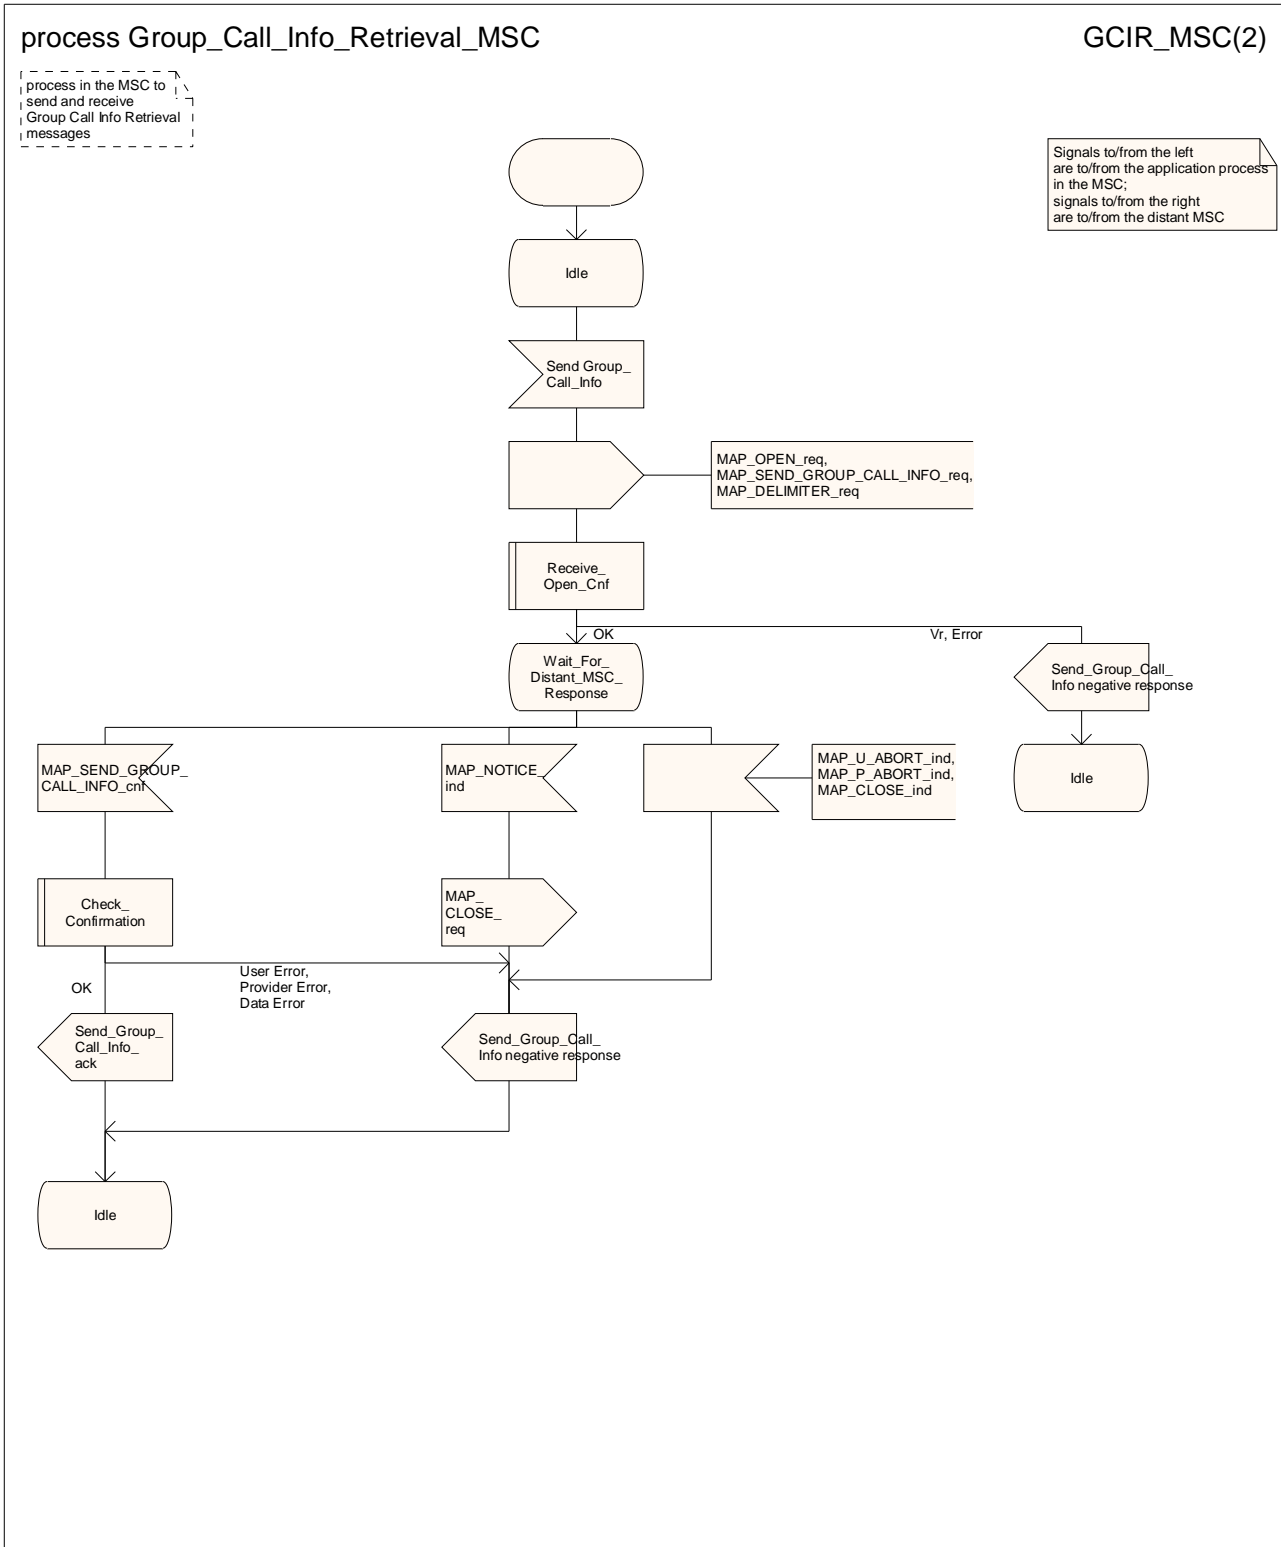 process Group_Call_Info_Retrieval_MSC
GCIR_MSC(2)
process in the MSC to
send and receive
Group Call Info Retrieval
messages
Signals to/from the left
are to/from the application process
in the MSC;
signals to/from the right
are to/from the distant MSC
Idle
Send Group_
Call_Info
MAP_OPEN_req,
MAP_SEND_GROUP_CALL_INFO_req,
MAP_DELIMITER_req
Receive_
Open_Cnf
OK
Vr, Error
Wait_For_
Distant_MSC_
Response
Send_Group_Call_
Info negative response
MAP_SEND_GROUP_
CALL_INFO_cnf
MAP_NOTICE_
ind
MAP_U_ABORT_ind,
MAP_P_ABORT_ind,
MAP_CLOSE_ind
Idle
Check_
Confirmation
MAP_
CLOSE_
req
User Error,
Provider Error,
Data Error
OK
Send_Group_
Call_Info_
ack
Send_Group_Call_
Info negative response
Idle